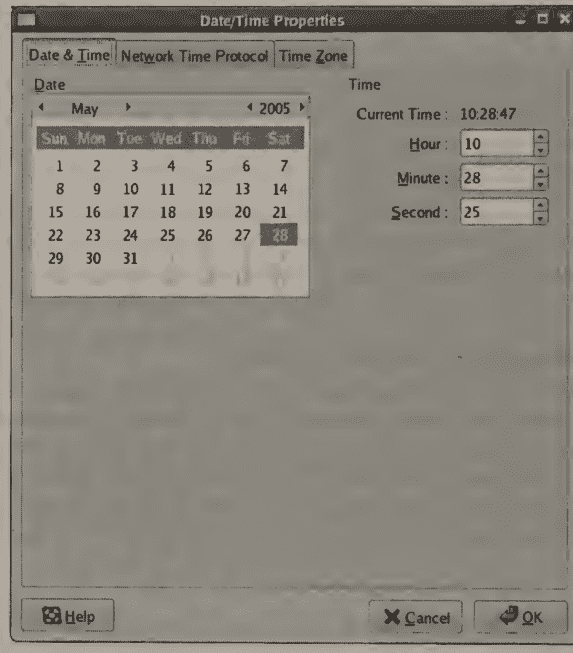 Date/Time Properties
Date & Time Network Time Protocol Time Zone
Date
May 2005
Sun Mon Tue Wed Thu Fri Sat
1 2 3 4 5 6 7
8 9 10 11 12 13 14
15 16 17 18 19 20 21
22 23 24 25 26 27 28
29 30 31
Time
Current Time : 10:28:47
Hour : 10
Minute : 28
Second : 25
Help Cancel OK